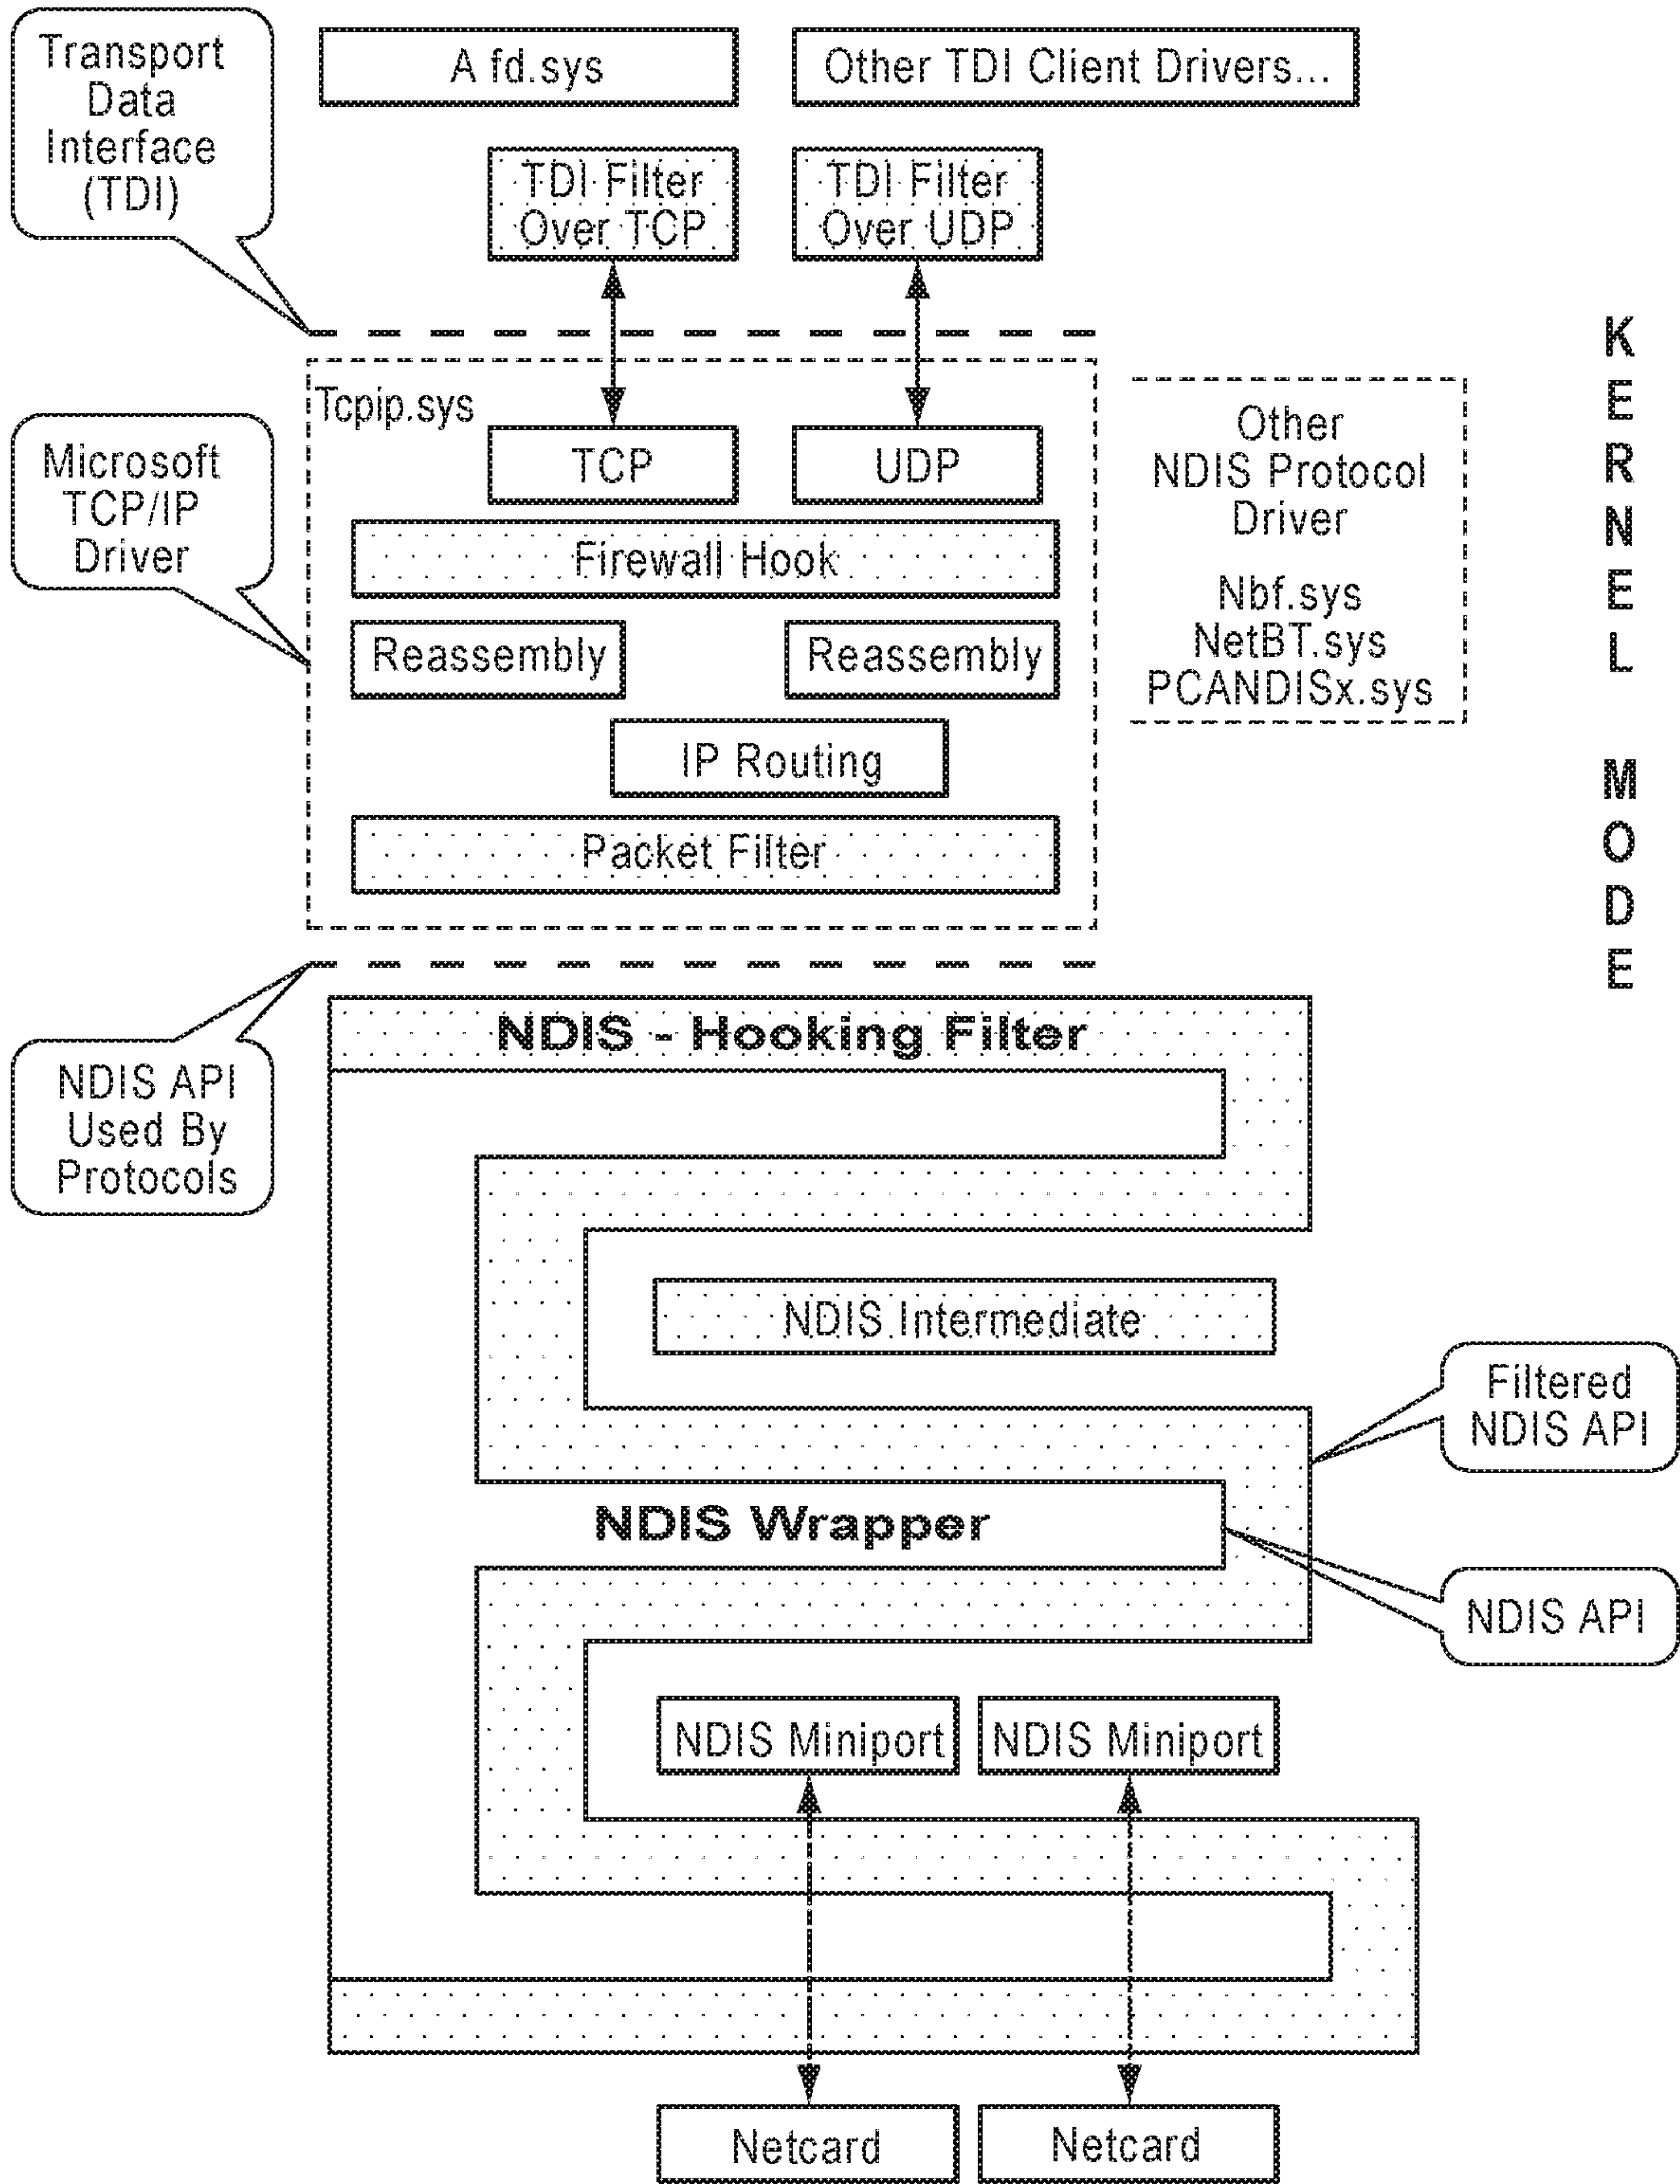 Transport
Data
Interface
(TDI)
A fd.sys
Other TDI Client Drivers...
TDI Filter
Over TCP
TDI Filter
Over UDP
Tcpip.sys
Microsoft
TCP/IP
Driver
TCP
UDP
Firewall Hook
Reassembly
Reassembly
IP Routing
Packet Filter
Other
NDIS Protocol
Driver
Nbf.sys
NetBT.sys
PCANDISx.sys
KERNEL MODE
NDIS API
Used By
Protocols
NDIS - Hooking Filter
NDIS Intermediate
Filtered
NDIS API
NDIS Wrapper
NDIS API
NDIS Miniport
NDIS Miniport
Netcard
Netcard